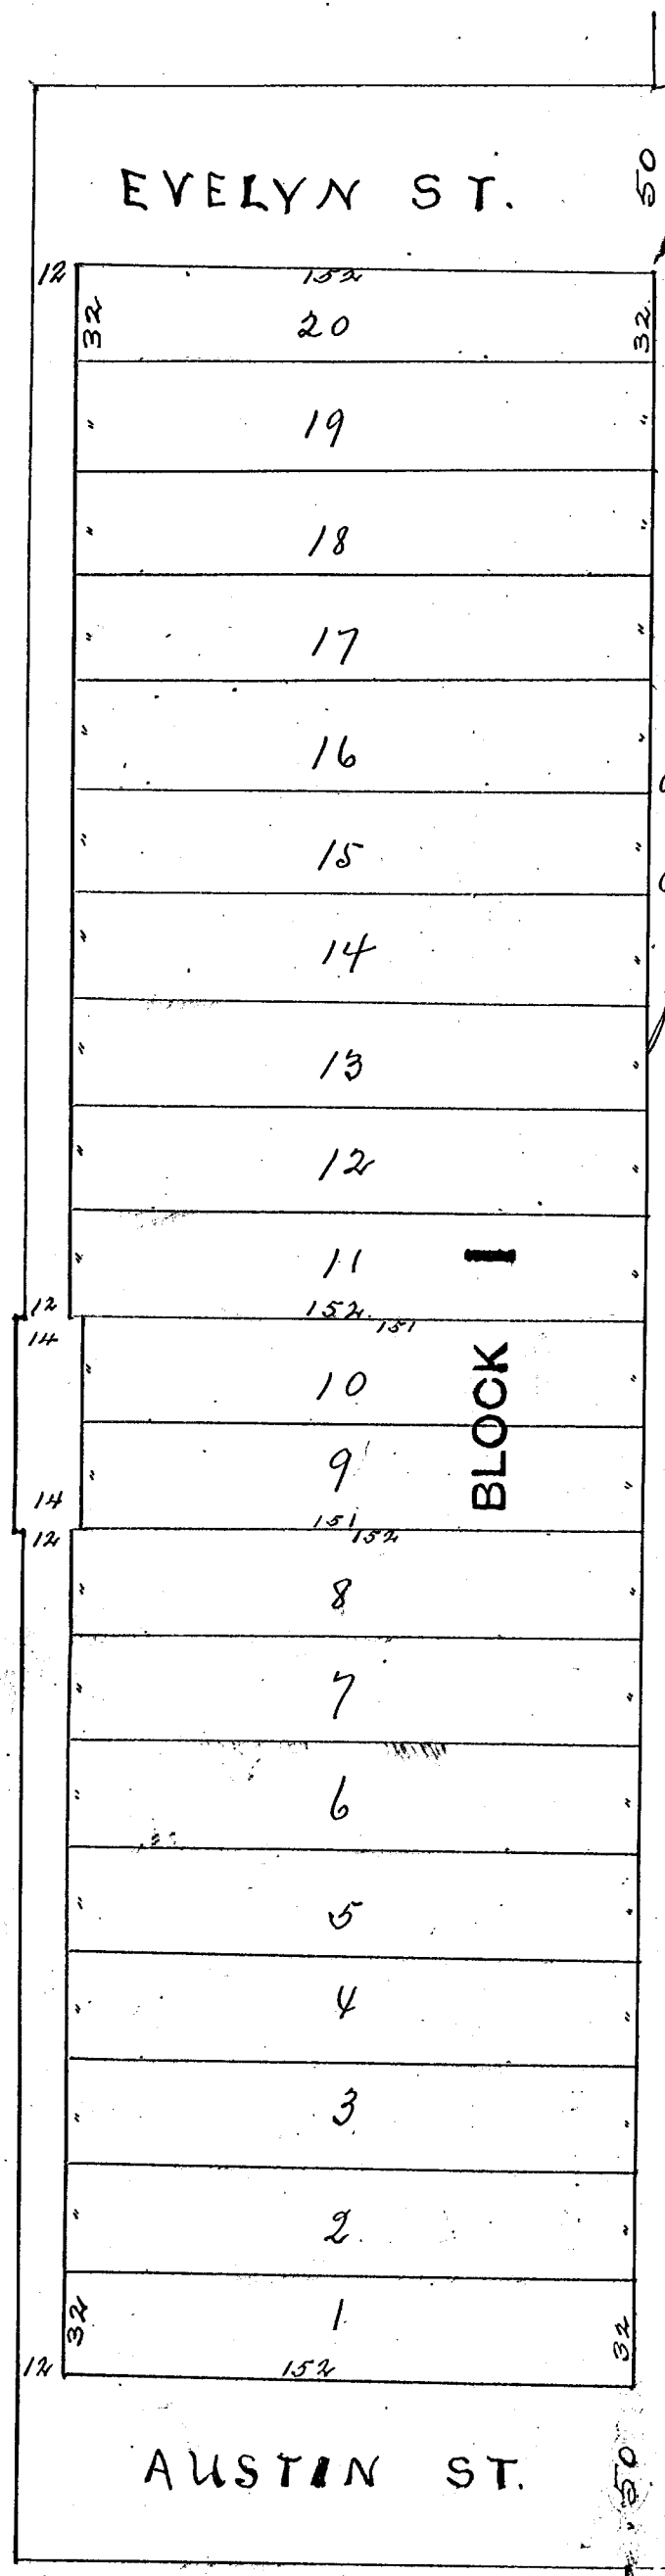 EVELYN ST. 50
12 152
32 20 32
" 19 "
" 18 "
" 17 "
" 16 "
" 15 "
" 14 "
" 13 "
" 12 "
" 11 "
12 152 151
14
" 10 "
BLOCK 1
" 9 "
14 151 152
12
" 8 "
" 7 "
" 6 "
" 5 "
" 4 "
" 3 "
" 2 "
32 1 32
12 152
AUSTIN ST. 50